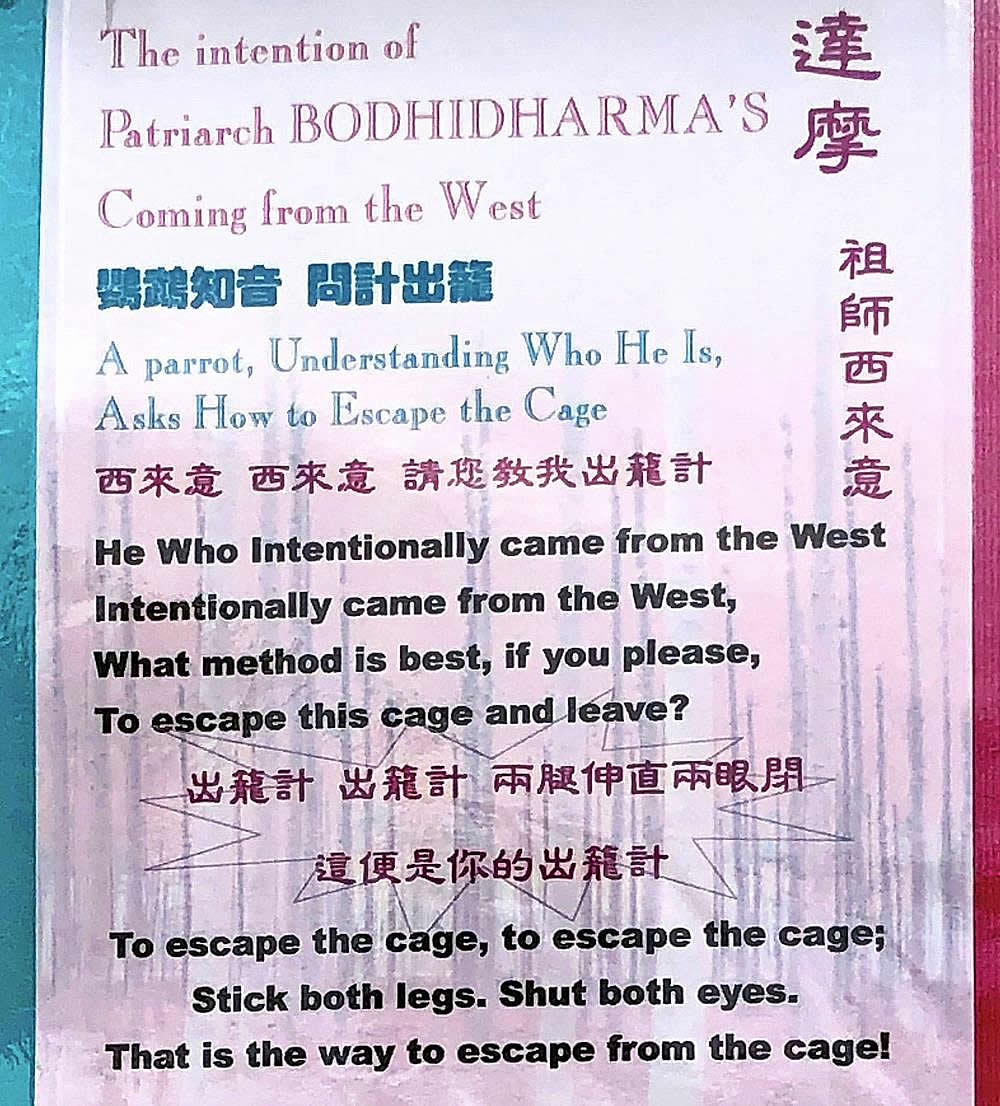 The intention of
Patriarch BODHIDHARMA'S
Coming from the West
達摩
祖師西來意
鸚鵡知音 問計出籠
A parrot, Understanding Who He Is,
Asks How to Escape the Cage
西來意 西來意 請您教我出籠計
He Who Intentionally came from the West
Intentionally came from the West,
What method is best, if you please,
To escape this cage and leave?
出籠計 出籠計 兩腿伸直兩眼閉
這便是你的出籠計
To escape the cage, to escape the cage;
Stick both legs. Shut both eyes.
That is the way to escape from the cage!